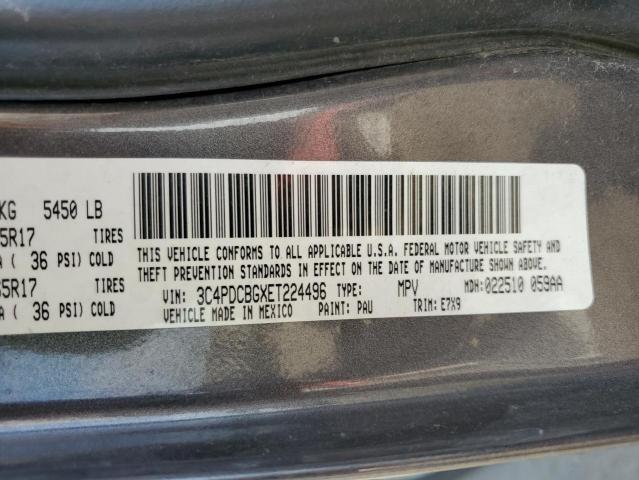 KG 5450 LB
5R17 TIRES
( 36 PSI) COLD
5R17 TIRES
( 36 PSI) COLD
THIS VEHICLE CONFORMS TO ALL APPLICABLE U.S.A. FEDERAL MOTOR VEHICLE SAFETY AND
THEFT PREVENTION STANDARDS IN EFFECT ON THE DATE OF MANUFACTURE SHOWN ABOVE.
VIN: 3C4PDCBGXET224496 TYPE: MPV MDH: 022510 059AA
VEHICLE MADE IN MEXICO PAINT: PAU TRIM: E7X9